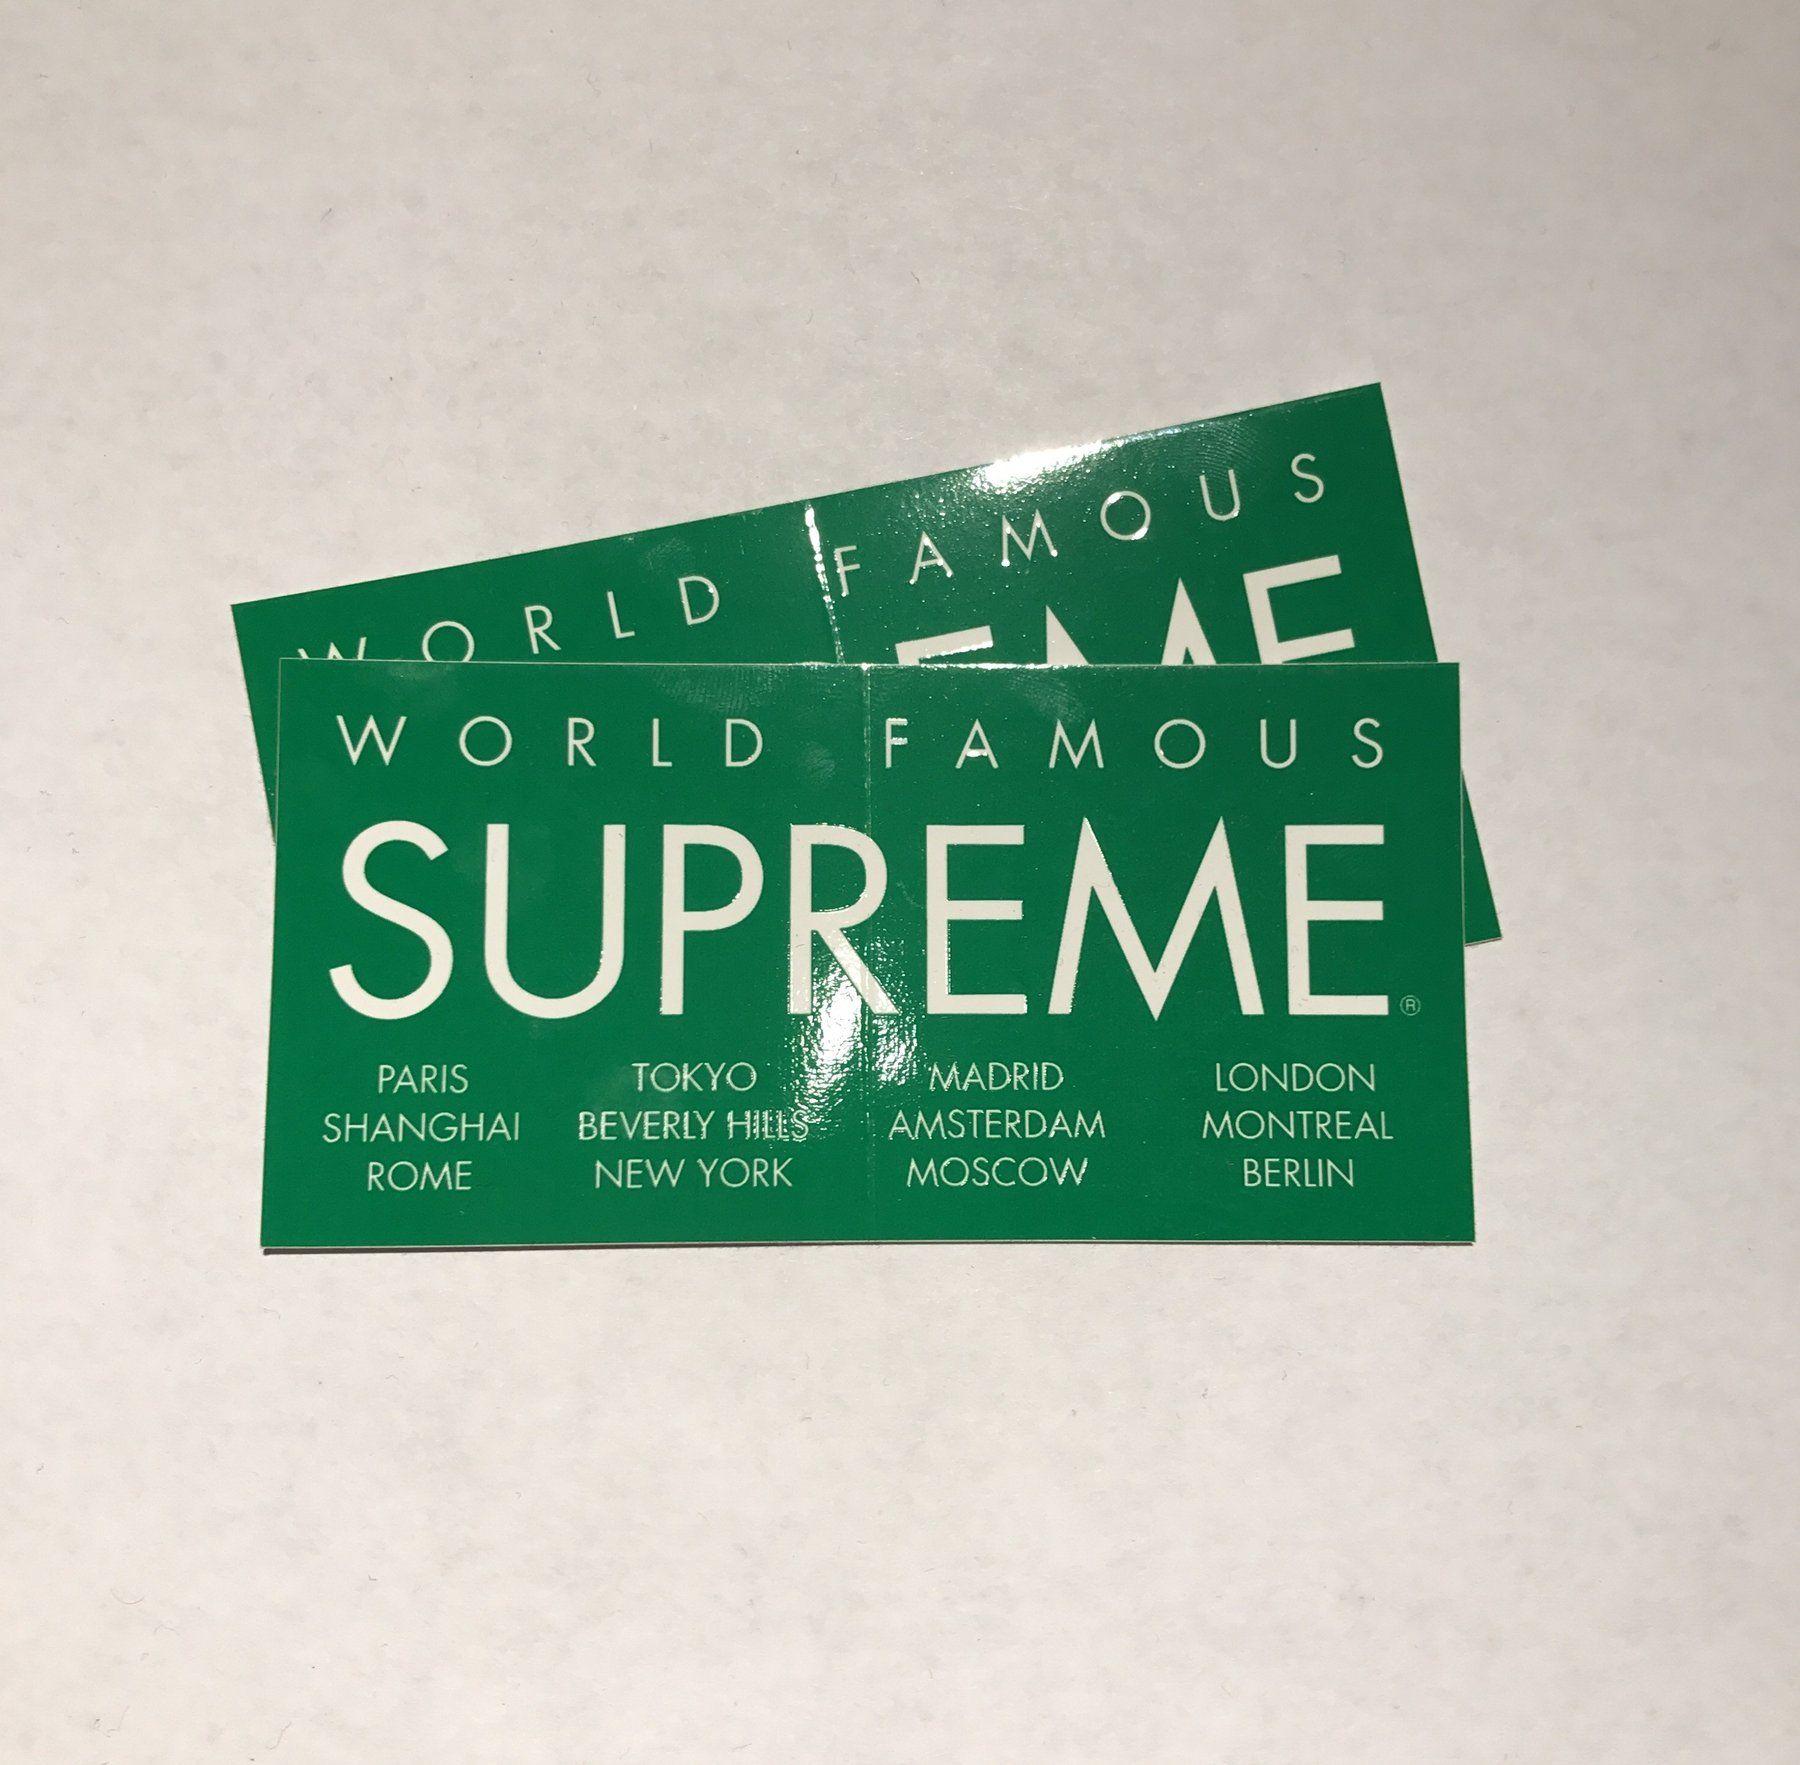 WORLD FAMOUS
EME
WORLD FAMOUS
SUPREME®
PARIS TOKYO MADRID LONDON
SHANGHAI BEVERLY HILLS AMSTERDAM MONTREAL
ROME NEW YORK MOSCOW BERLIN